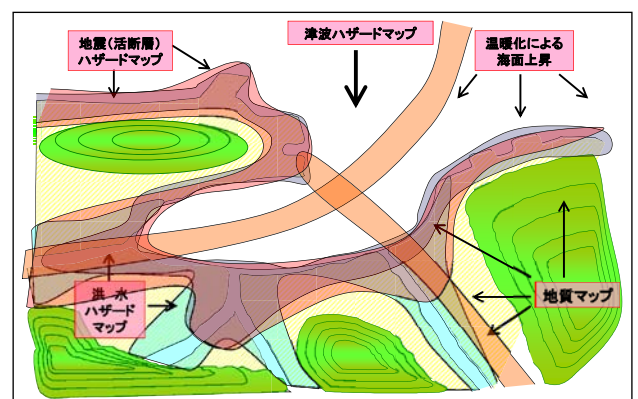 地震(活断層)
ハザードマップ
津波ハザードマップ
温暖化による
海面上昇
洪 水
ハザード
マップ
地質マップ